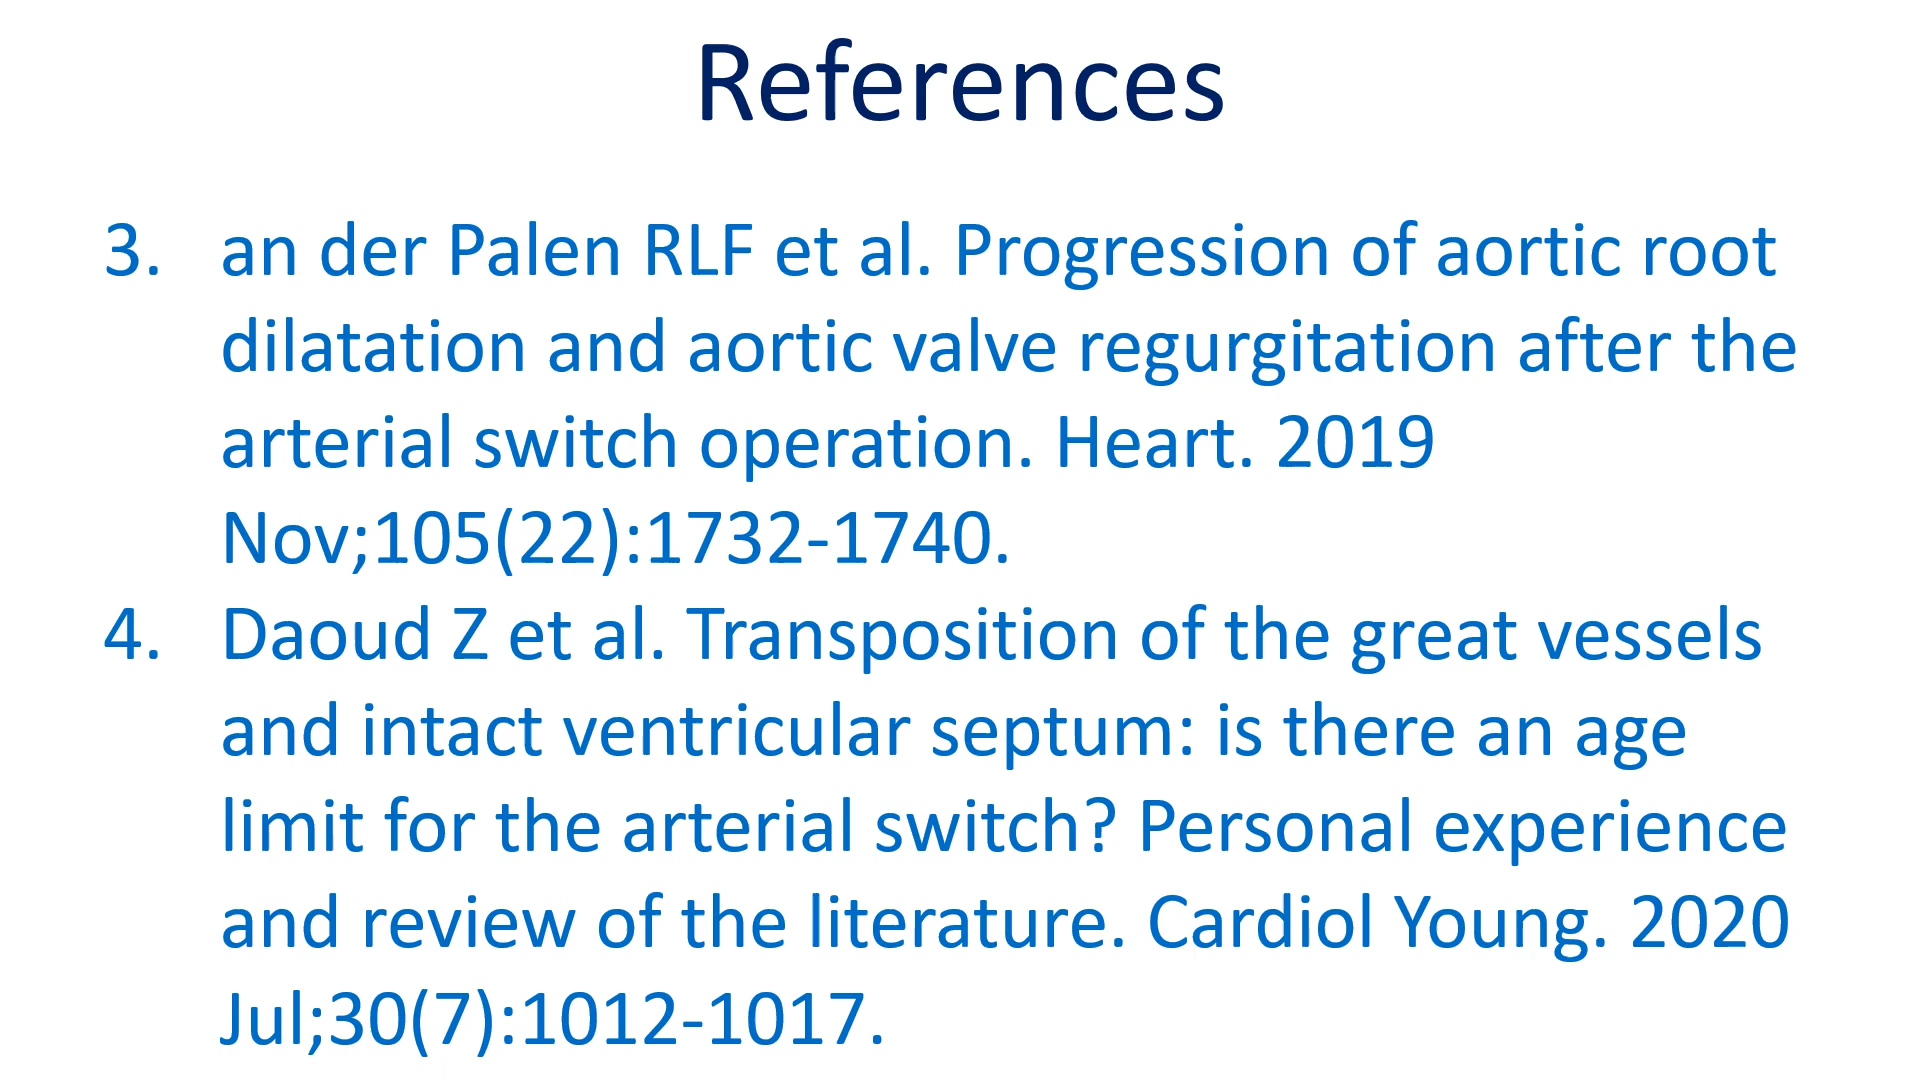 References
3. an der Palen RLF et al. Progression of aortic root
dilatation and aortic valve regurgitation after the
arterial switch operation. Heart. 2019
Nov;105(22):1732-1740.
4. Daoud Z et al. Transposition of the great vessels
and intact ventricular septum: is there an age
limit for the arterial switch? Personal experience
and review of the literature. Cardiol Young. 2020
Jul;30(7):1012-1017.